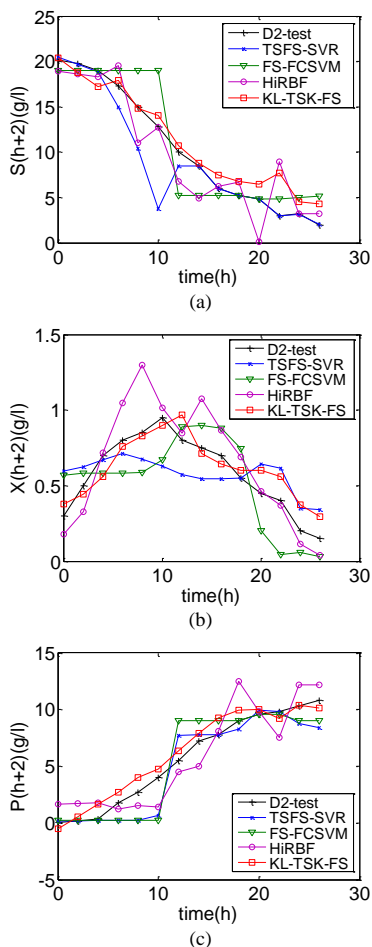 25
20
15
10
5
0
S(h+2)(g/l)
D2-test
TSFS-SVR
FS-FCSVM
HiRBF
KL-TSK-FS
0 10 20 30
time(h)
(a)
1.5
1
0.5
0
X(h+2)(g/l)
D2-test
TSFS-SVR
FS-FCSVM
HiRBF
KL-TSK-FS
0 10 20 30
time(h)
(b)
15
10
5
0
-5
P(h+2)(g/l)
D2-test
TSFS-SVR
FS-FCSVM
HiRBF
KL-TSK-FS
0 10 20 30
time(h)
(c)